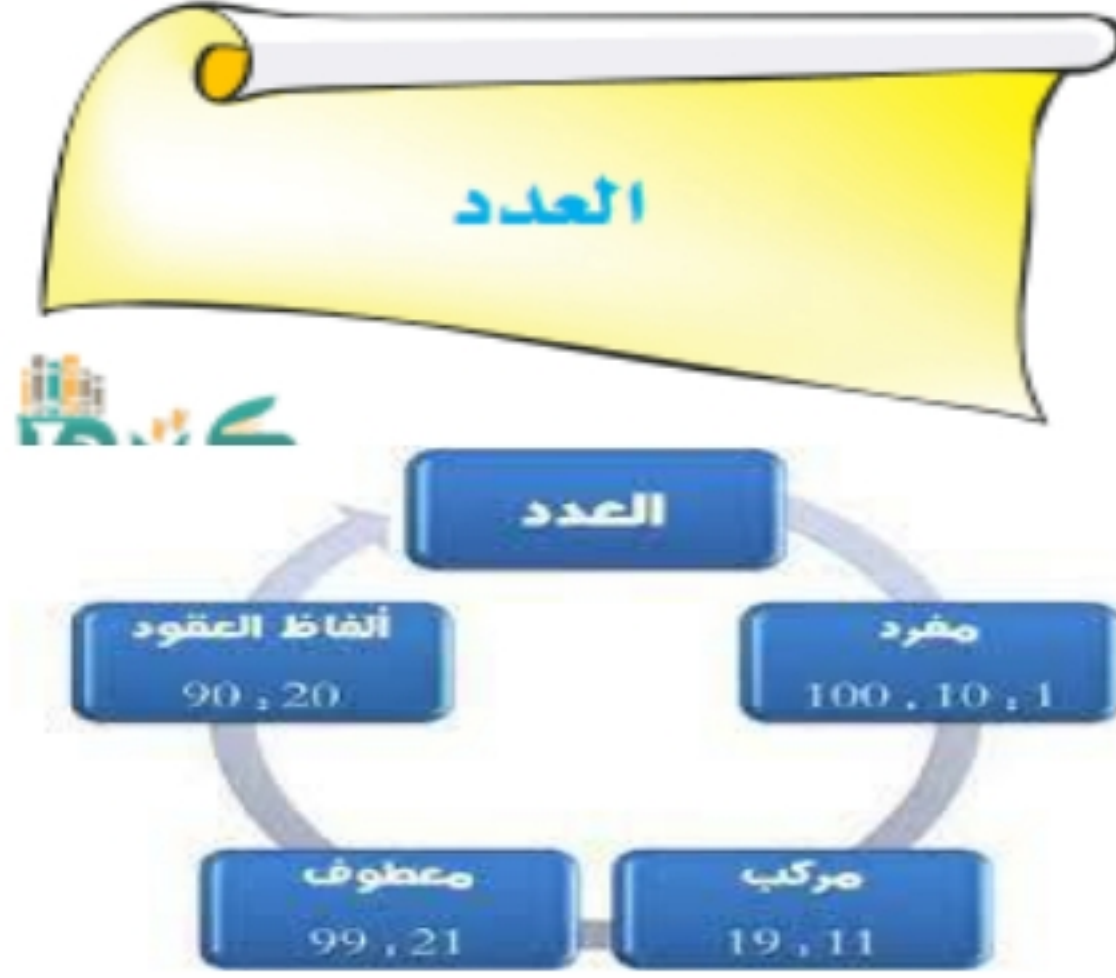 العدد
العدد
مفرد
1 , 10 , 100
مركب
11 , 19
معطوف
21 , 99
ألفاظ العقود
20 , 90